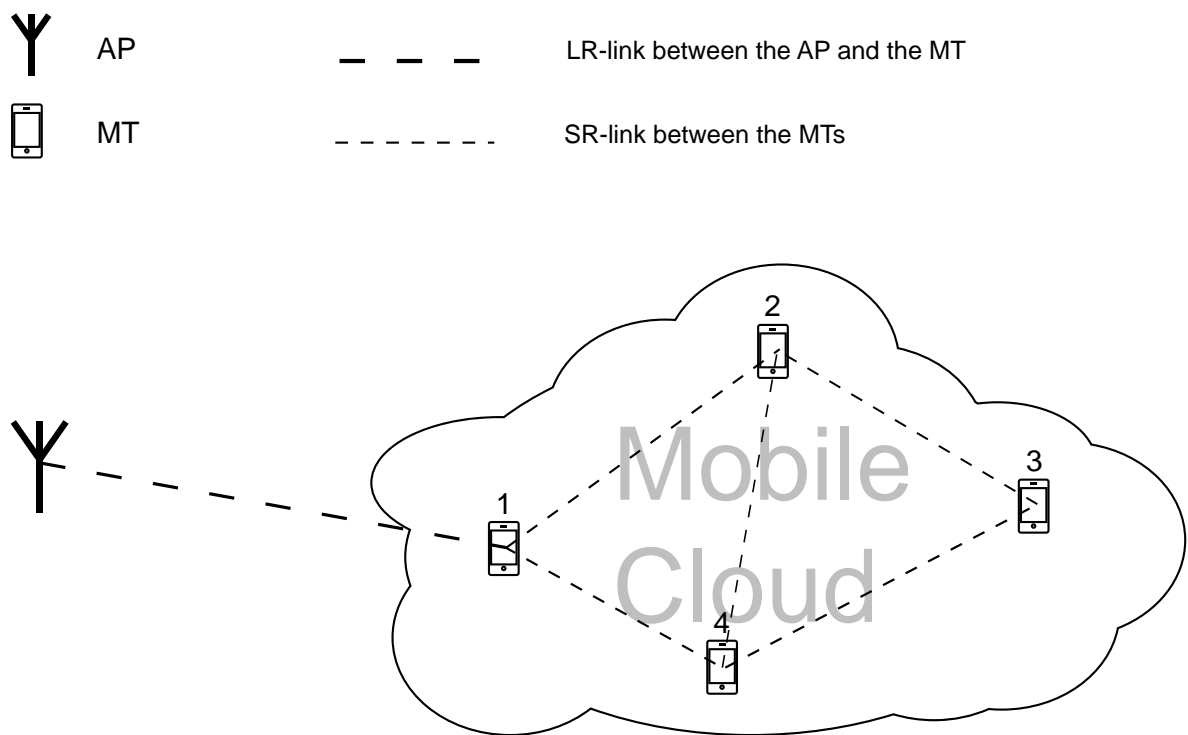 AP
LR-link between the AP and the MT
MT
SR-link between the MTs
2
Mobile
3
1
Cloud
4